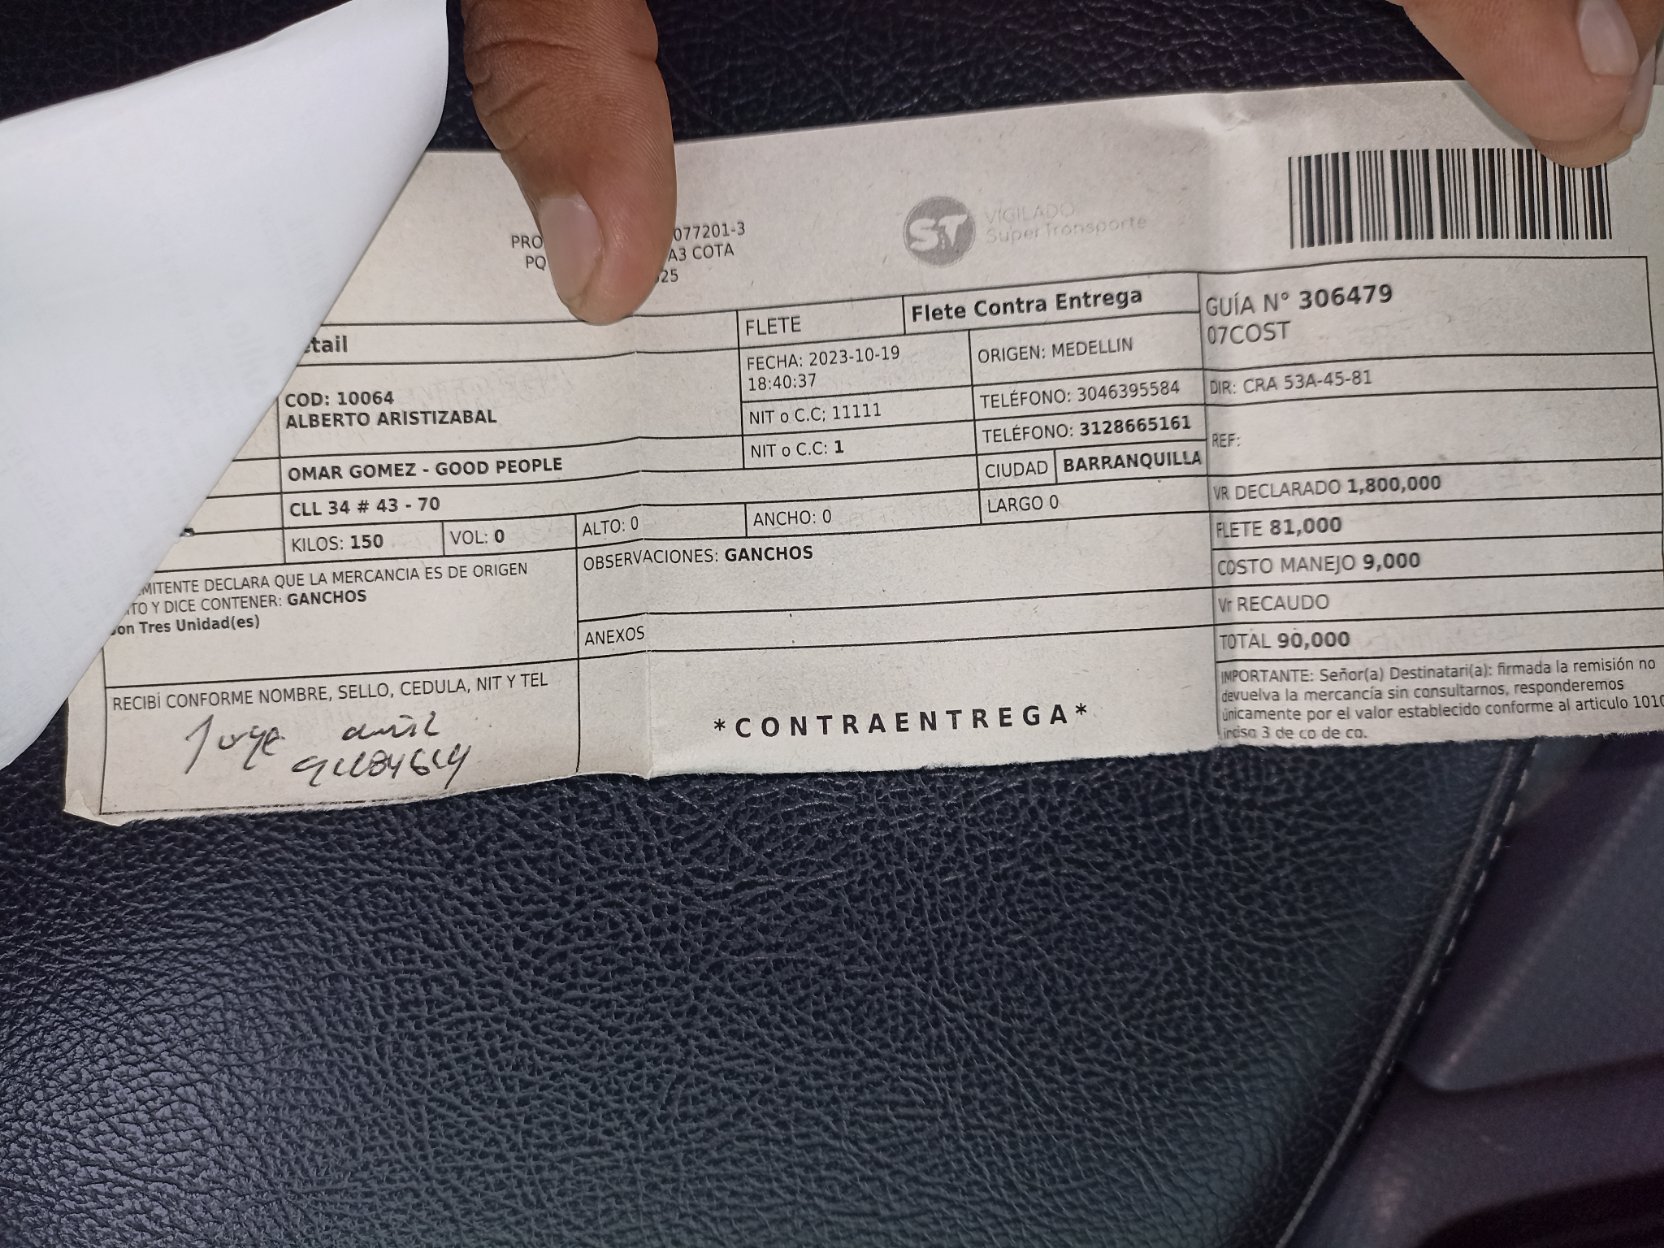 077201-3
A3 COTA
VIGILADO
SuperTransporte
ST
FLETE
Flete Contra Entrega
GUÍA N° 306479
07COST
COD: 10064
ALBERTO ARISTIZABAL
FECHA: 2023-10-19
18:40:37
ORIGEN: MEDELLIN
DIR: CRA 53A-45-81
NIT o C.C; 11111
TELÉFONO: 3046395584
OMAR GOMEZ - GOOD PEOPLE
NIT o C.C: 1
TELÉFONO: 3128665161
REF:
CLL 34 # 43 - 70
CIUDAD BARRANQUILLA
VR DECLARADO 1,800,000
KILOS: 150 VOL: 0 ALTO: 0 ANCHO: 0 LARGO 0
FLETE 81,000
COSTO MANEJO 9,000
Vr RECAUDO
TOTAL 90,000
MITENTE DECLARA QUE LA MERCANCIA ES DE ORIGEN
TO Y DICE CONTENER: GANCHOS
on Tres Unidad(es)
OBSERVACIONES: GANCHOS
ANEXOS
RECIBÍ CONFORME NOMBRE, SELLO, CEDULA, NIT Y TEL
Jorge
*CONTRAENTREGA*
IMPORTANTE: Señor(a) Destinatari(a): firmada la remisión no
devuelva la mercancía sin consultarnos, responderemos
únicamente por el valor establecido conforme al articulo 1010
inciso 3 de co de co.